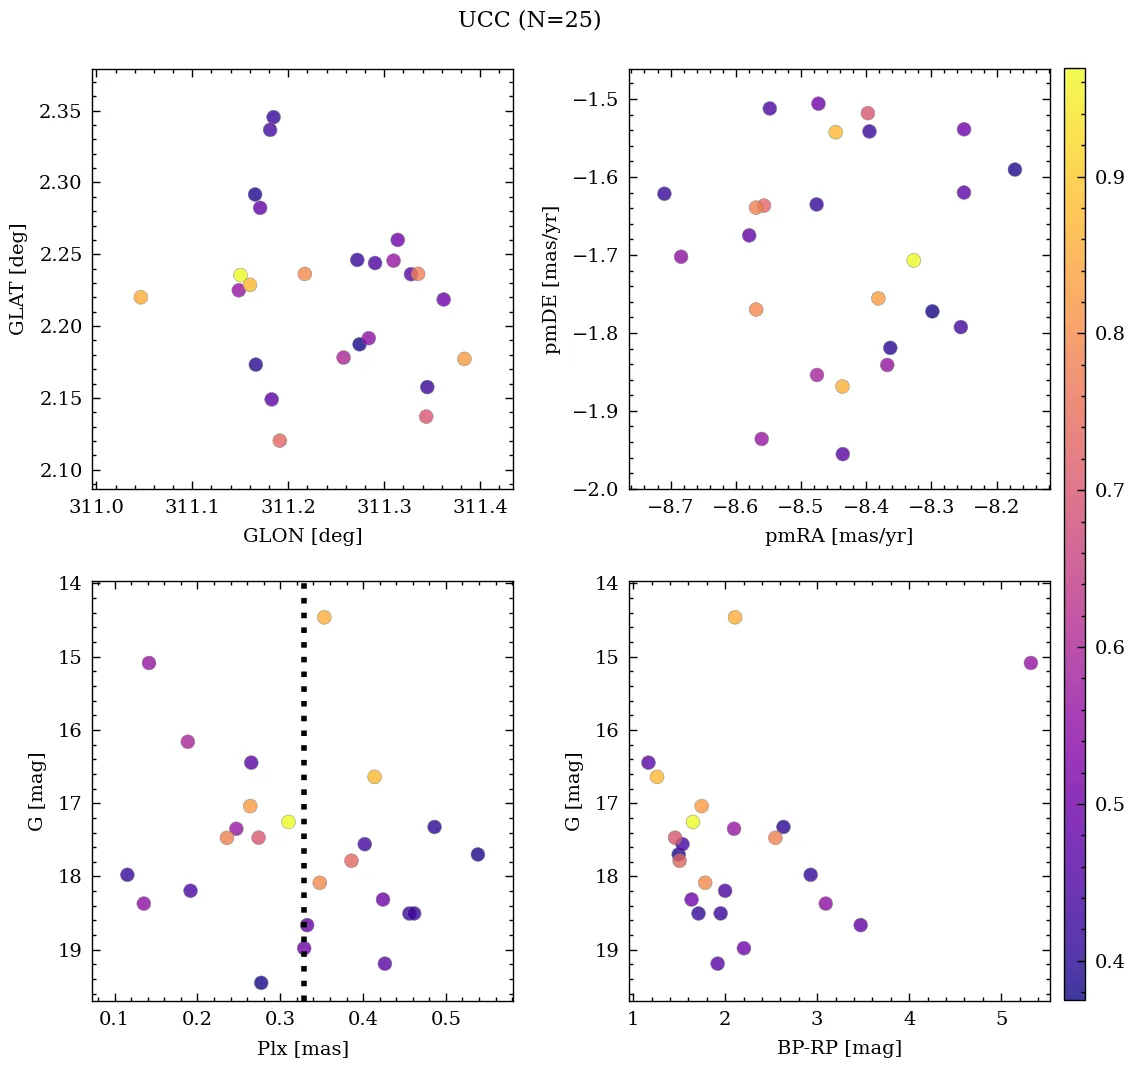 UCC (N=25)
2.35
2.30
2.25
2.20
2.15
2.10
GLAT [deg]
311.0 311.1 311.2 311.3 311.4
GLON [deg]
−1.5
−1.6
−1.7
−1.8
−1.9
−2.0
pmDE [mas/yr]
−8.7 −8.6 −8.5 −8.4 −8.3 −8.2
pmRA [mas/yr]
14
15
16
17
18
19
G [mag]
0.1 0.2 0.3 0.4 0.5
Plx [mas]
14
15
16
17
18
19
G [mag]
1 2 3 4 5
BP-RP [mag]
0.9
0.8
0.7
0.6
0.5
0.4